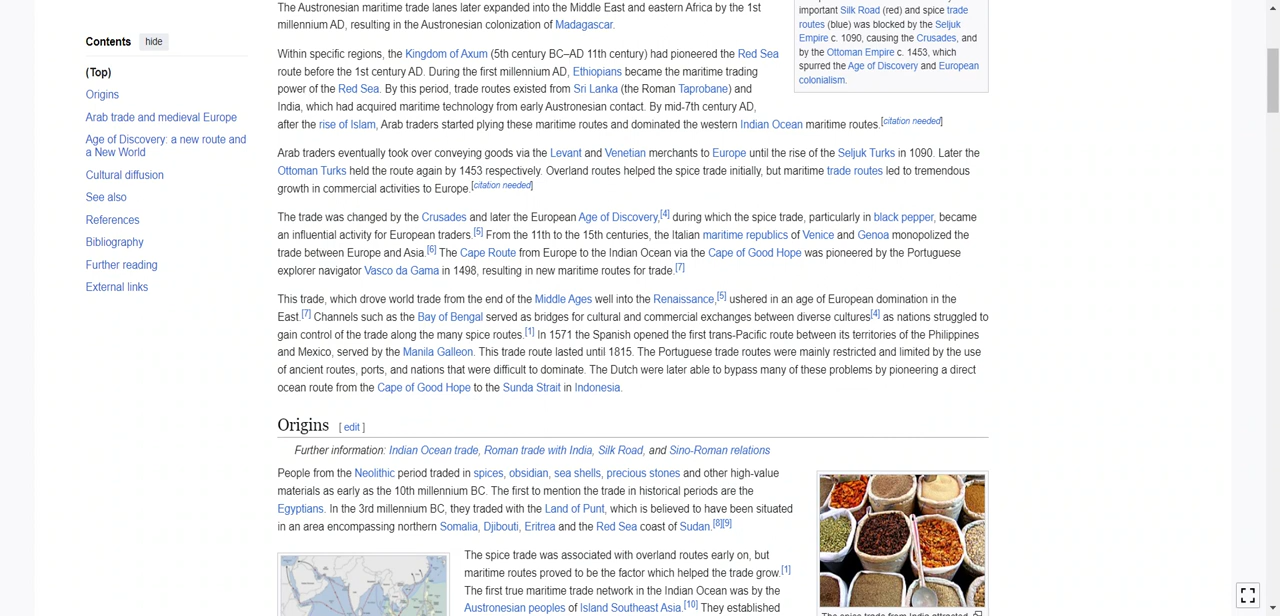 The Austronesian maritime trade lanes later expanded into the Middle East and eastern Africa by the 1st
millennium AD, resulting in the Austronesian colonization of Madagascar.
important Silk Road (red) and spice trade
routes (blue) was blocked by the Seljuk
Empire c. 1090, causing the Crusades, and
by the Ottoman Empire c. 1453, which
spurred the Age of Discovery and European
colonialism.
Contents hide
(Top)
Origins
Arab trade and medieval Europe
Age of Discovery: a new route and
a New World
Cultural diffusion
See also
References
Bibliography
Further reading
External links
Within specific regions, the Kingdom of Axum (5th century BC–AD 11th century) had pioneered the Red Sea
route before the 1st century AD. During the first millennium AD, Ethiopians became the maritime trading
power of the Red Sea. By this period, trade routes existed from Sri Lanka (the Roman Taprobane) and
India, which had acquired maritime technology from early Austronesian contact. By mid-7th century AD,
after the rise of Islam, Arab traders started plying these maritime routes and dominated the western Indian Ocean maritime routes.[citation needed]
Arab traders eventually took over conveying goods via the Levant and Venetian merchants to Europe until the rise of the Seljuk Turks in 1090. Later the
Ottoman Turks held the route again by 1453 respectively. Overland routes helped the spice trade initially, but maritime trade routes led to tremendous
growth in commercial activities to Europe.[citation needed]
The trade was changed by the Crusades and later the European Age of Discovery,[4] during which the spice trade, particularly in black pepper, became
an influential activity for European traders.[5] From the 11th to the 15th centuries, the Italian maritime republics of Venice and Genoa monopolized the
trade between Europe and Asia.[6] The Cape Route from Europe to the Indian Ocean via the Cape of Good Hope was pioneered by the Portuguese
explorer navigator Vasco da Gama in 1498, resulting in new maritime routes for trade.[7]
This trade, which drove world trade from the end of the Middle Ages well into the Renaissance,[5] ushered in an age of European domination in the
East.[7] Channels such as the Bay of Bengal served as bridges for cultural and commercial exchanges between diverse cultures[4] as nations struggled to
gain control of the trade along the many spice routes.[1] In 1571 the Spanish opened the first trans-Pacific route between its territories of the Philippines
and Mexico, served by the Manila Galleon. This trade route lasted until 1815. The Portuguese trade routes were mainly restricted and limited by the use
of ancient routes, ports, and nations that were difficult to dominate. The Dutch were later able to bypass many of these problems by pioneering a direct
ocean route from the Cape of Good Hope to the Sunda Strait in Indonesia.
Origins [ edit ]
Further information: Indian Ocean trade, Roman trade with India, Silk Road, and Sino-Roman relations
People from the Neolithic period traded in spices, obsidian, sea shells, precious stones and other high-value
materials as early as the 10th millennium BC. The first to mention the trade in historical periods are the
Egyptians. In the 3rd millennium BC, they traded with the Land of Punt, which is believed to have been situated
in an area encompassing northern Somalia, Djibouti, Eritrea and the Red Sea coast of Sudan.[8][9]
The spice trade was associated with overland routes early on, but
maritime routes proved to be the factor which helped the trade grow.[1]
The first true maritime trade network in the Indian Ocean was by the
Austronesian peoples of Island Southeast Asia.[10] They established
The spice trade from India attracted